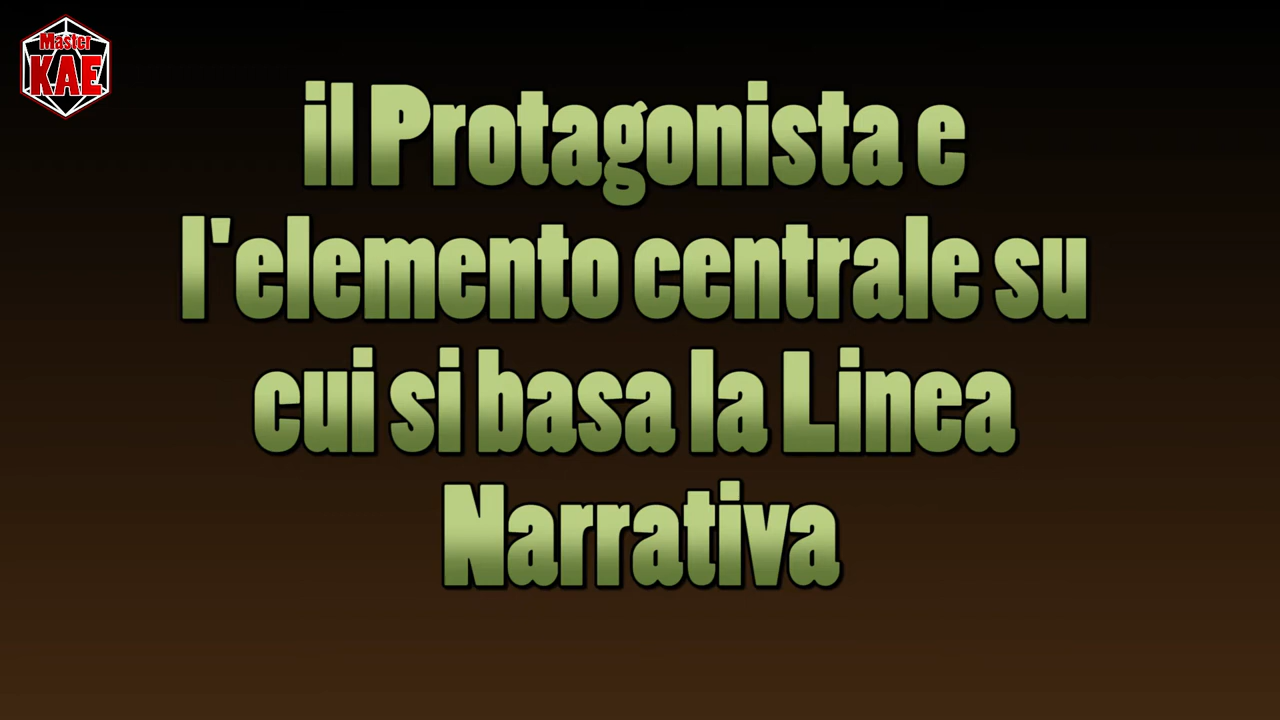 Master
KAE
il Protagonista e
l'elemento centrale su
cui si basa la Linea
Narrativa